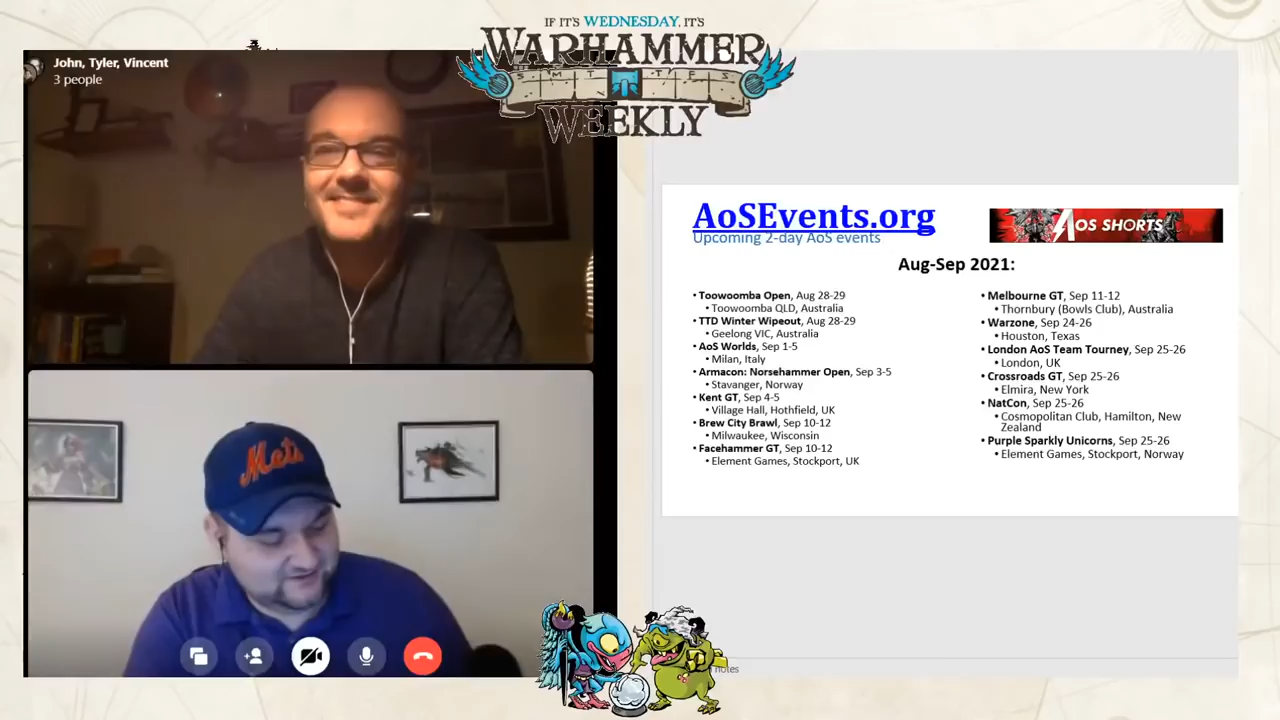 IF IT'S WEDNESDAY, IT'S
WARHAMMER
WEEKLY
John, Tyler, Vincent
3 people
Mets
AoSEvents.org
Upcoming 2-day AoS events
AOS SHORTS
Aug-Sep 2021:
• Toowoomba Open, Aug 28-29
• Toowoomba QLD, Australia
• TTD Winter Wipeout, Aug 28-29
• Geelong VIC, Australia
• AoS Worlds, Sep 1-5
• Milan, Italy
• Armacon: Norsehammer Open, Sep 3-5
• Stavanger, Norway
• Kent GT, Sep 4-5
• Village Hall, Hothfield, UK
• Brew City Brawl, Sep 10-12
• Milwaukee, Wisconsin
• Facehammer GT, Sep 10-12
• Element Games, Stockport, UK
• Melbourne GT, Sep 11-12
• Thornbury (Bowls Club), Australia
• Warzone, Sep 24-26
• Houston, Texas
• London AoS Team Tourney, Sep 25-26
• London, UK
• Crossroads GT, Sep 25-26
• Elmira, New York
• NatCon, Sep 25-26
• Cosmopolitan Club, Hamilton, New
Zealand
• Purple Sparkly Unicorns, Sep 25-26
• Element Games, Stockport, Norway
notes